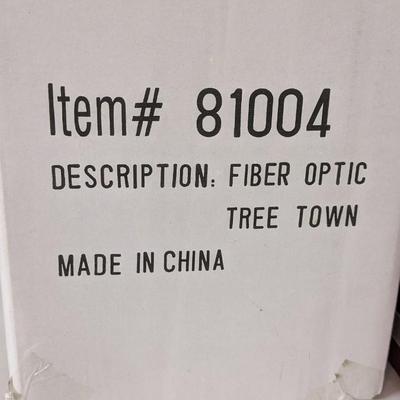 Item# 81004
DESCRIPTION: FIBER OPTIC
TREE TOWN
MADE IN CHINA